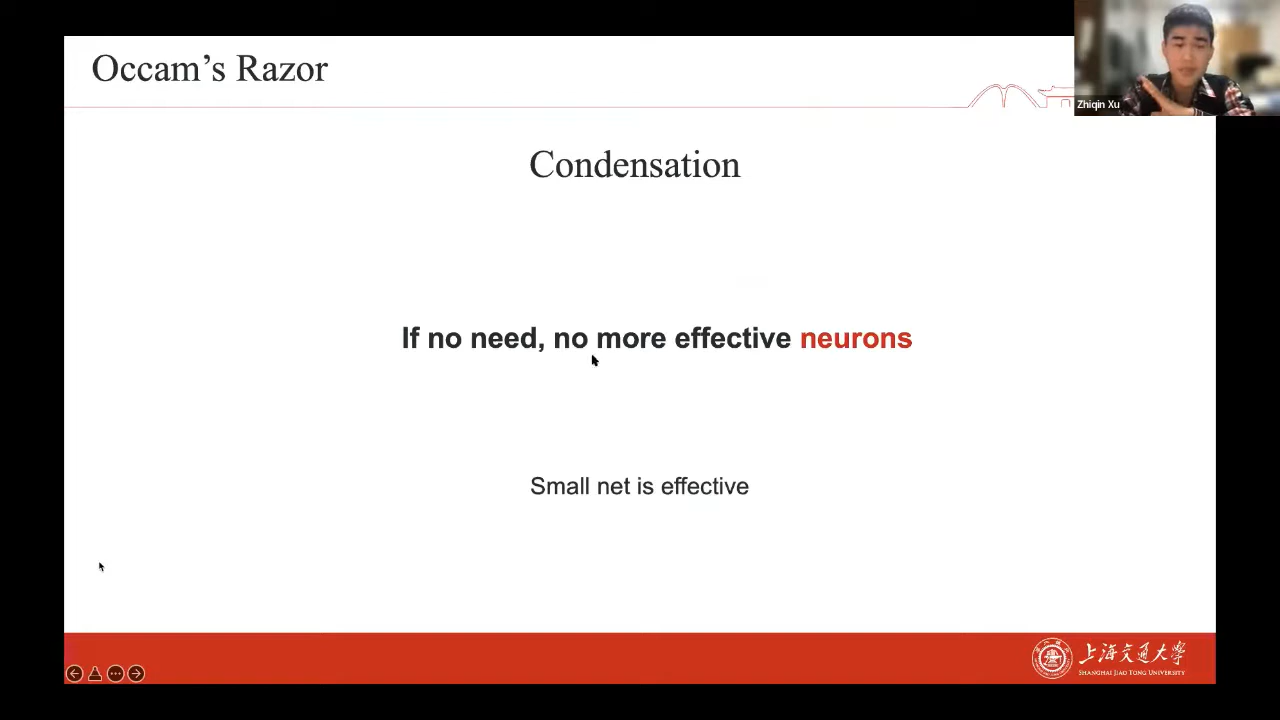 Occam’s Razor
Zhiqin Xu
Condensation
If no need, no more effective neurons
Small net is effective
上海交通大学
SHANGHAI JIAO TONG UNIVERSITY